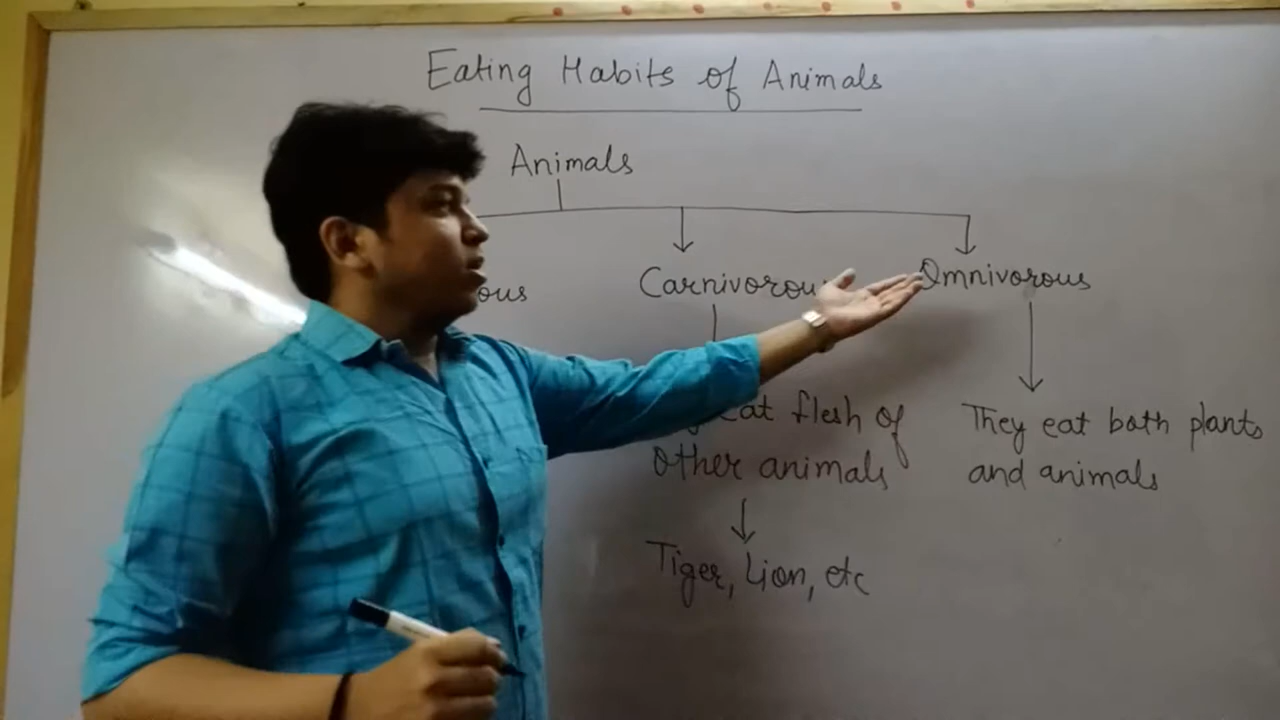 Eating Habits of Animals
Animals
ous
Carnivorou
Omnivorous
eat flesh of
other animals
They eat both plants
and animals
Tiger, Lion, etc